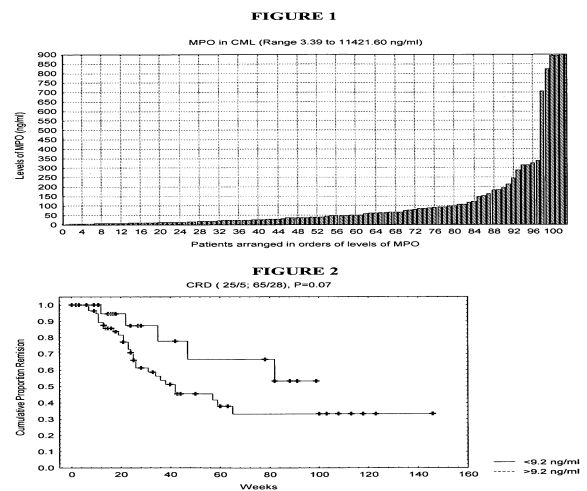 FIGURE 1
MPO in CML (Range 3.39 to 11421.60 ng/ml)
Levels of MPO (ng/ml)
900
850
800
750
700
650
600
550
500
450
400
350
300
250
200
150
100
50
0
0 4 8 12 16 20 24 28 32 36 40 44 48 52 56 60 64 68 72 76 80 84 88 92 96 100
Patients arranged in orders of levels of MPO
FIGURE 2
CRD ( 25/5; 65/28), P=0.07
Cumulative Proportion Remision
1.0
0.9
0.8
0.7
0.6
0.5
0.4
0.3
0.2
0.1
0.0
0 20 40 60 80 100 120 140 160
Weeks
<9.2 ng/ml
>9.2 ng/ml